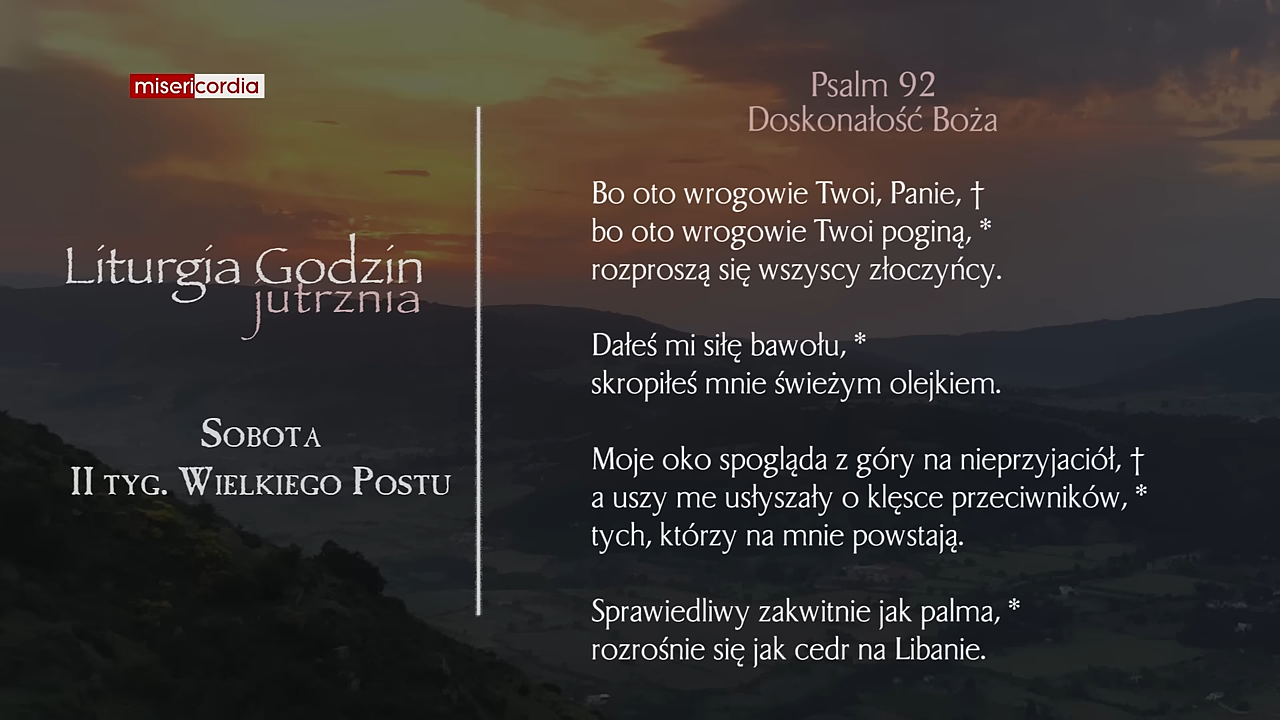 misericordia
Liturgia Godzin
jutrznia
Sobota
II tyg. Wielkiego Postu
Psalm 92
Doskonałość Boża
Bo oto wrogowie Twoi, Panie, †
bo oto wrogowie Twoi poginą, *
rozproszą się wszyscy złoczyńcy.
Dałeś mi siłę bawołu, *
skropiłeś mnie świeżym olejkiem.
Moje oko spogląda z góry na nieprzyjaciół, †
a uszy me usłyszały o klęsce przeciwników, *
tych, którzy na mnie powstają.
Sprawiedliwy zakwitnie jak palma, *
rozrośnie się jak cedr na Libanie.